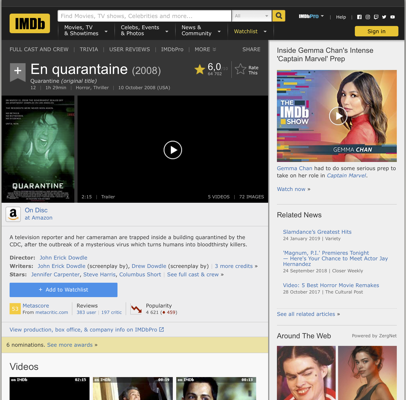 IMDb
Find Movies, TV shows, Celebrities and more...
All
IMDbPro
Help
Movies, TV
& Showtimes
Celebs, Events
& Photos
News &
Community
Watchlist
Sign in
FULL CAST AND CREW | TRIVIA | USER REVIEWS | IMDbPro | MORE
SHARE
+
En quarantaine (2008)
Quarantine (original title)
12 | 1h 29min | Horror, Thriller | 10 October 2008 (USA)
6,0
Rate
This
QUARANTINE
2:15 | Trailer
5 VIDEOS | 72 IMAGES
a
On Disc
at Amazon
A television reporter and her cameraman are trapped inside a building quarantined by the
CDC, after the outbreak of a mysterious virus which turns humans into bloodthirsty killers.
Director: John Erick Dowdle
Writers: John Erick Dowdle (screenplay by), Drew Dowdle (screenplay by) | 3 more credits »
Stars: Jennifer Carpenter, Steve Harris, Columbus Short | See full cast & crew »
+ Add to Watchlist
Metascore
From metacritic.com
Reviews
383 user | 197 critic
Popularity
4 621 (459)
View production, box office, & company info on IMDbPro
6 nominations. See more awards »
Videos
Inside Gemma Chan's Intense
'Captain Marvel' Prep
THE
IMDb
SHOW
GEMMA CHAN
Gemma Chan had to do some serious prep to
take on her role in Captain Marvel.
Watch now »
Related News
Slamdance's Greatest Hits
24 January 2019 | Variety
'Magnum, P.I.' Premieres Tonight
— Here's Your Chance to Meet Actor Jay
Hernandez
24 September 2018 | Closer Weekly
Video: 5 Best Horror Movie Remakes
28 October 2017 | The Cultural Post
See all related articles »
Around The Web
Powered by ZergNet